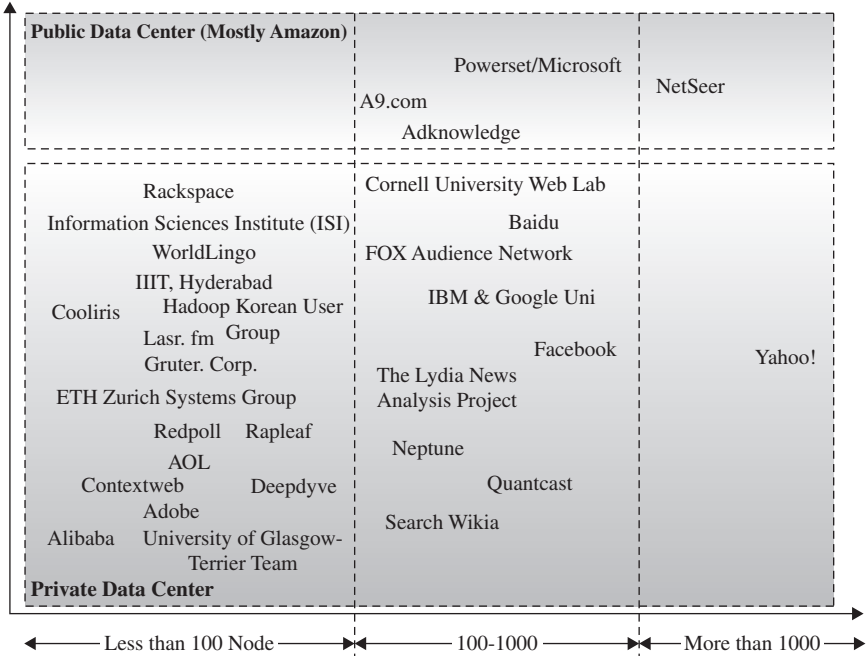 Public Data Center (Mostly Amazon)
Powerset/Microsoft
A9.com
Adknowledge
NetSeer
Rackspace
Information Sciences Institute (ISI)
WorldLingo
IIIT, Hyderabad
Cooliris
Hadoop Korean User
Group
Lasr. fm
Gruter. Corp.
ETH Zurich Systems Group
Redpoll
Rapleaf
AOL
Contextweb
Deepdyve
Adobe
Alibaba
University of Glasgow-
Terrier Team
Private Data Center
Cornell University Web Lab
Baidu
FOX Audience Network
IBM & Google Uni
Facebook
The Lydia News
Analysis Project
Neptune
Quantcast
Search Wikia
Yahoo!
Less than 100 Node
100-1000
More than 1000